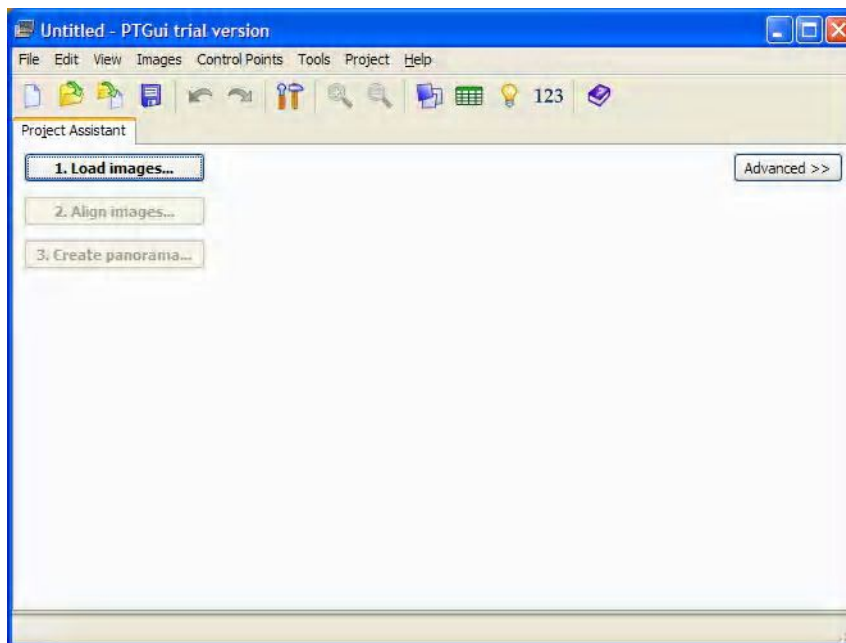 Untitled - PTGui trial version
File Edit View Images Control Points Tools Project Help
123
Project Assistant
1. Load images...
Advanced >>
2. Align images...
3. Create panorama...